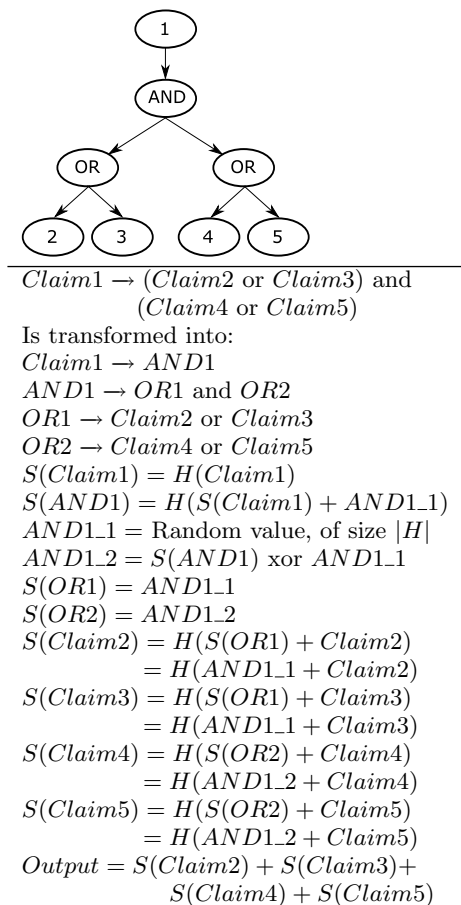 1
AND
OR OR
2 3 4 5
Claim1 → (Claim2 or Claim3) and
(Claim4 or Claim5)
Is transformed into:
Claim1 → AND1
AND1 → OR1 and OR2
OR1 → Claim2 or Claim3
OR2 → Claim4 or Claim5
S(Claim1) = H(Claim1)
S(AND1) = H(S(Claim1) + AND1_1)
AND1_1 = Random value, of size |H|
AND1_2 = S(AND1) xor AND1_1
S(OR1) = AND1_1
S(OR2) = AND1_2
S(Claim2) = H(S(OR1) + Claim2)
= H(AND1_1 + Claim2)
S(Claim3) = H(S(OR1) + Claim3)
= H(AND1_1 + Claim3)
S(Claim4) = H(S(OR2) + Claim4)
= H(AND1_2 + Claim4)
S(Claim5) = H(S(OR2) + Claim5)
= H(AND1_2 + Claim5)
Output = S(Claim2) + S(Claim3)+
S(Claim4) + S(Claim5)